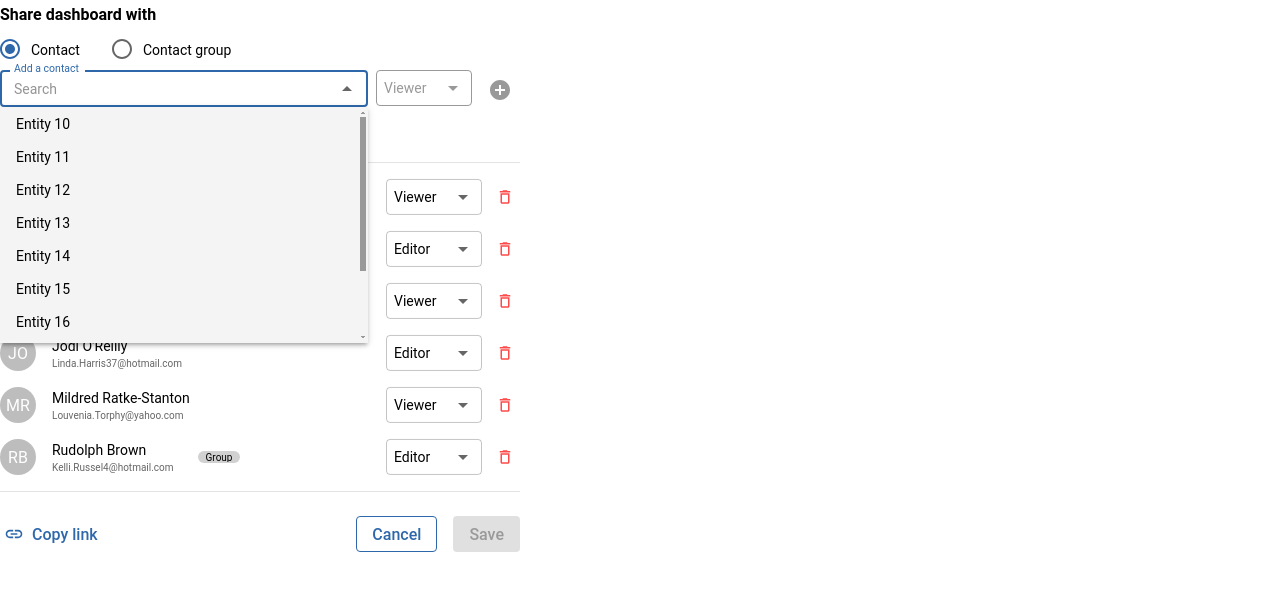 Share dashboard with
Contact
Contact group
Add a contact
Search
Viewer
Entity 10
Entity 11
Entity 12
Entity 13
Entity 14
Entity 15
Entity 16
Viewer
Editor
Viewer
JO
Jodi O'Reilly
Linda.Harris37@hotmail.com
Editor
MR
Mildred Ratke-Stanton
Louvenia.Torphy@yahoo.com
Viewer
RB
Rudolph Brown
Kelli.Russel4@hotmail.com
Group
Editor
Copy link
Cancel
Save